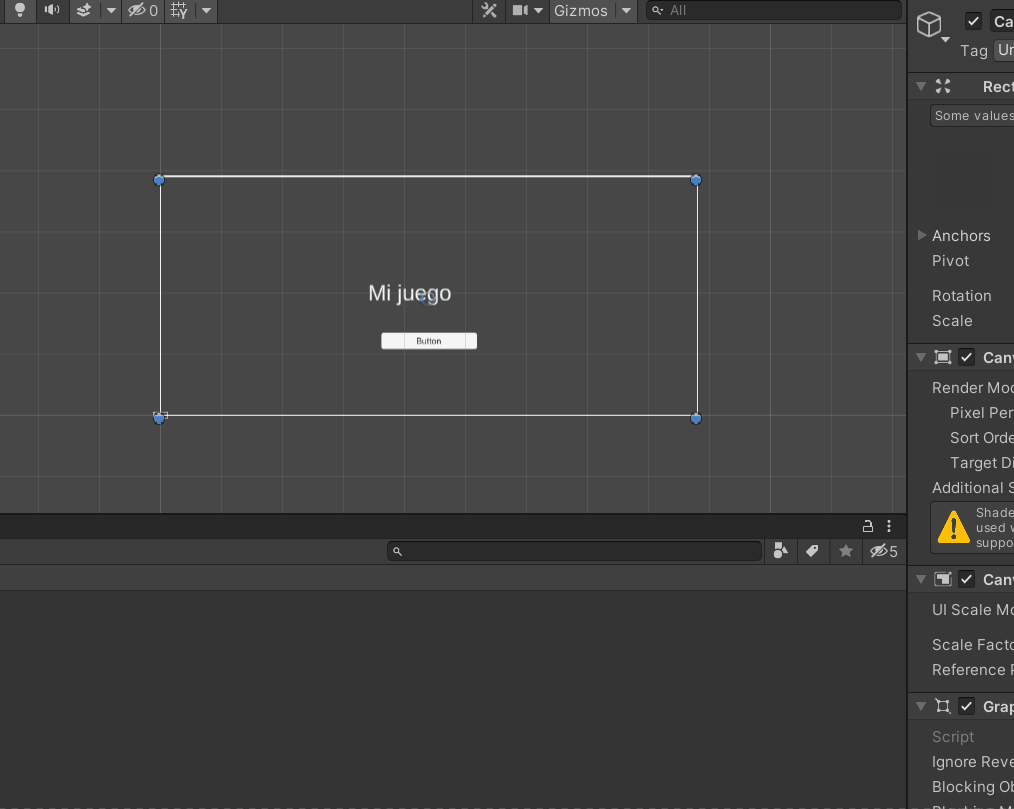 0
Gizmos
All
Ca
Tag Un
Rect
Some values
Anchors
Pivot
Rotation
Scale
Mi juego
Button
Canv
Render Mod
Pixel Per
Sort Orde
Target Di
Additional S
Shade
used w
suppo
5
Canv
UI Scale Mo
Scale Facto
Reference P
Grap
Script
Ignore Reve
Blocking Ob